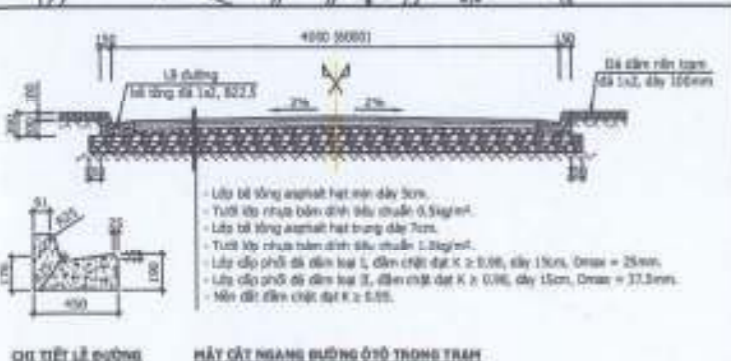 150
4000 (6000)
150
Lề đường
bê tông đá 1x2, B22.5
2%
2%
Đá dăm nền trạm
đá 1x2, dày 100mm
- Lớp bê tông asphalt hạt mịn dày 5cm.
- Tưới lớp nhựa bám dính tiêu chuẩn 0.5kg/m².
- Lớp bê tông asphalt hạt trung dày 7cm.
- Tưới lớp nhựa bám dính tiêu chuẩn 1.0kg/m².
- Lớp cấp phối đá dăm loại I, đầm chặt đạt K ≥ 0.98, dày 15cm, Dmax = 25mm.
- Lớp cấp phối đá dăm loại II, đầm chặt đạt K ≥ 0.98, dày 15cm, Dmax = 37.5mm.
- Nền đất đầm chặt đạt K ≥ 0.95.
81
R25
25
450
100
CHI TIẾT LỀ ĐƯỜNG
MẶT CẮT NGANG ĐƯỜNG ÔTÔ TRONG TRẠM